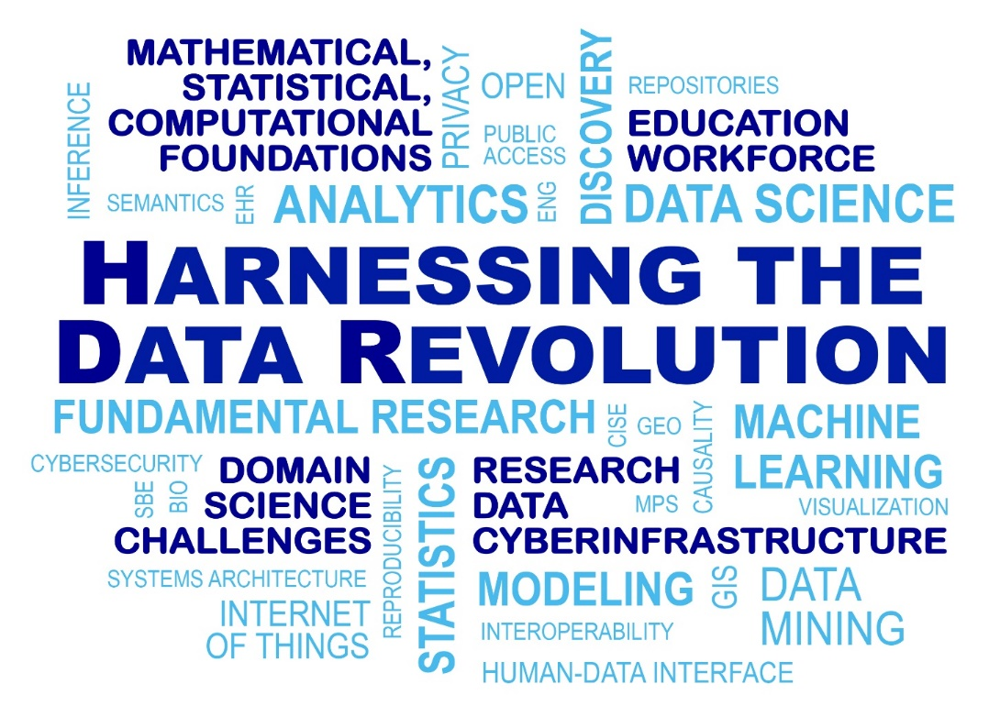 MATHEMATICAL,
STATISTICAL,
COMPUTATIONAL
FOUNDATIONS
INFERENCE
SEMANTICS
EHR
PRIVACY
OPEN
PUBLIC
ACCESS
ANALYTICS
ENG
DISCOVERY
REPOSITORIES
EDUCATION
WORKFORCE
DATA SCIENCE
HARNESSING THE
DATA REVOLUTION
FUNDAMENTAL RESEARCH
CISE
GEO
CAUSALITY
MACHINE
LEARNING
CYBERSECURITY
SBE
BIO
DOMAIN
SCIENCE
CHALLENGES
REPRODUCIBILITY
STATISTICS
RESEARCH
DATA
CYBERINFRASTRUCTURE
MPS
VISUALIZATION
SYSTEMS ARCHITECTURE
INTERNET
OF THINGS
MODELING
GIS
DATA
MINING
INTEROPERABILITY
HUMAN-DATA INTERFACE